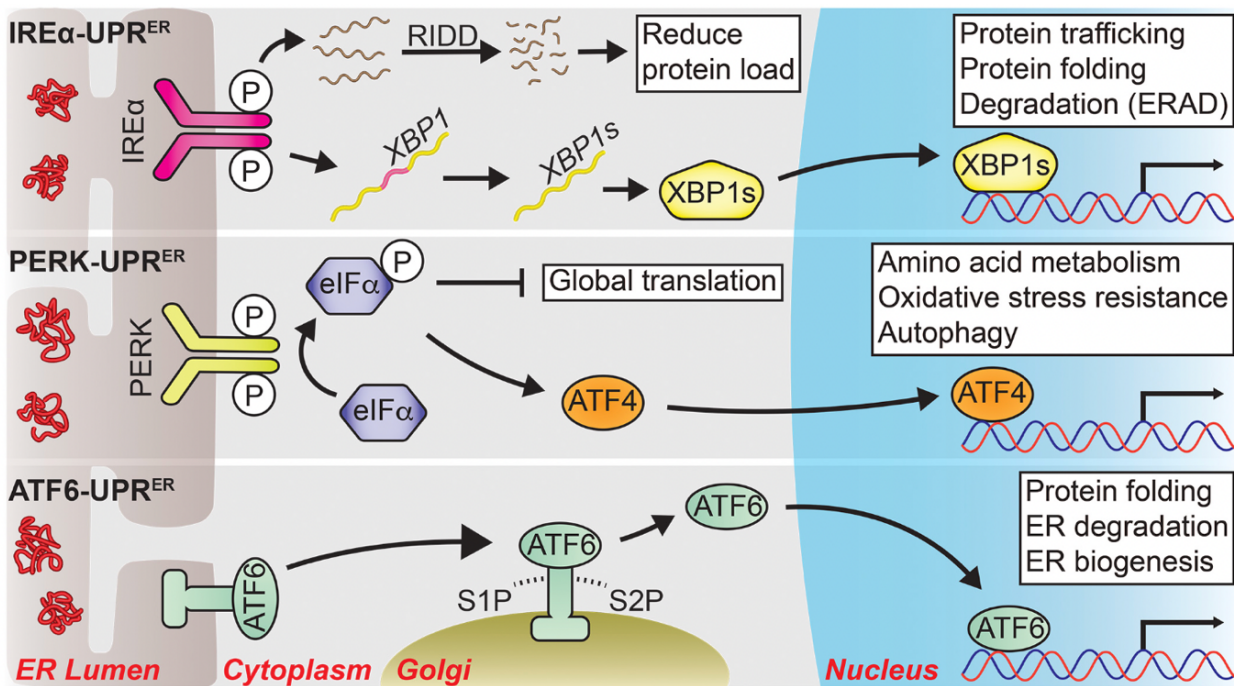 IREα-UPRER
IREα
P
P
RIDD
Reduce
protein load
XBP1
XBP1s
XBP1s
Protein trafficking
Protein folding
Degradation (ERAD)
XBP1s
PERK-UPRER
PERK
P
P
eIFα
P
eIFα
Global translation
ATF4
Amino acid metabolism
Oxidative stress resistance
Autophagy
ATF4
ATF6-UPRER
ATF6
ATF6
S1P
S2P
ATF6
Protein folding
ER degradation
ER biogenesis
ATF6
ER Lumen
Cytoplasm
Golgi
Nucleus